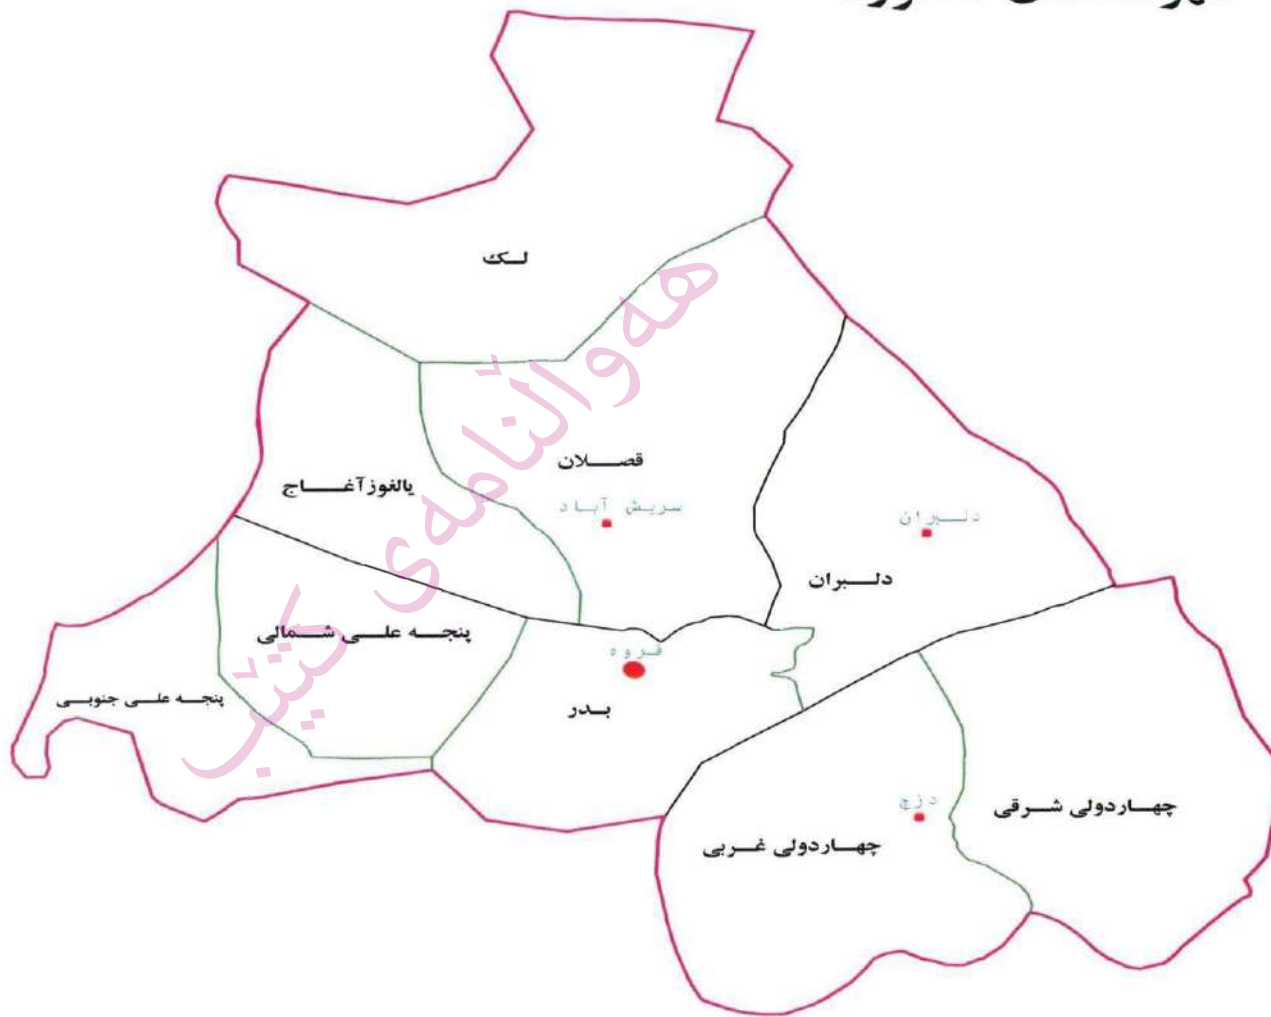 لک
قصلان
سریش آباد
یالغوزآغاج
دلبران
دلبران
پنجه علی شمالی
قروه
پنجه علی جنوبی
بدر
دزج
چهاردولی شرقی
چهاردولی غربی
هەواڵنامەی کتێب